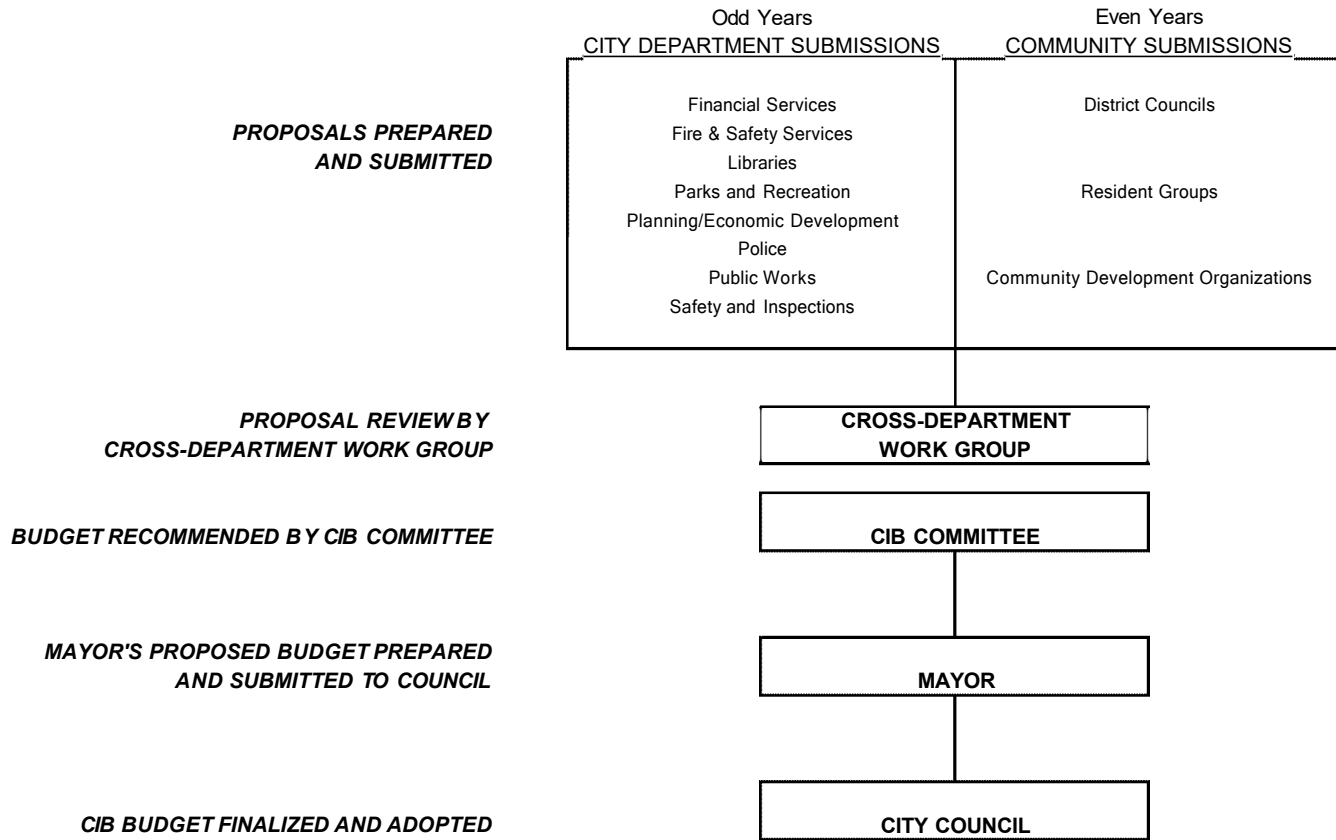 Odd Years
Even Years
CITY DEPARTMENT SUBMISSIONS
COMMUNITY SUBMISSIONS
PROPOSALS PREPARED
AND SUBMITTED
Financial Services
Fire & Safety Services
Libraries
Parks and Recreation
Planning/Economic Development
Police
Public Works
Safety and Inspections
District Councils
Resident Groups
Community Development Organizations
PROPOSAL REVIEW BY
CROSS-DEPARTMENT WORK GROUP
CROSS-DEPARTMENT
WORK GROUP
BUDGET RECOMMENDED BY CIB COMMITTEE
CIB COMMITTEE
MAYOR'S PROPOSED BUDGET PREPARED
AND SUBMITTED TO COUNCIL
MAYOR
CIB BUDGET FINALIZED AND ADOPTED
CITY COUNCIL